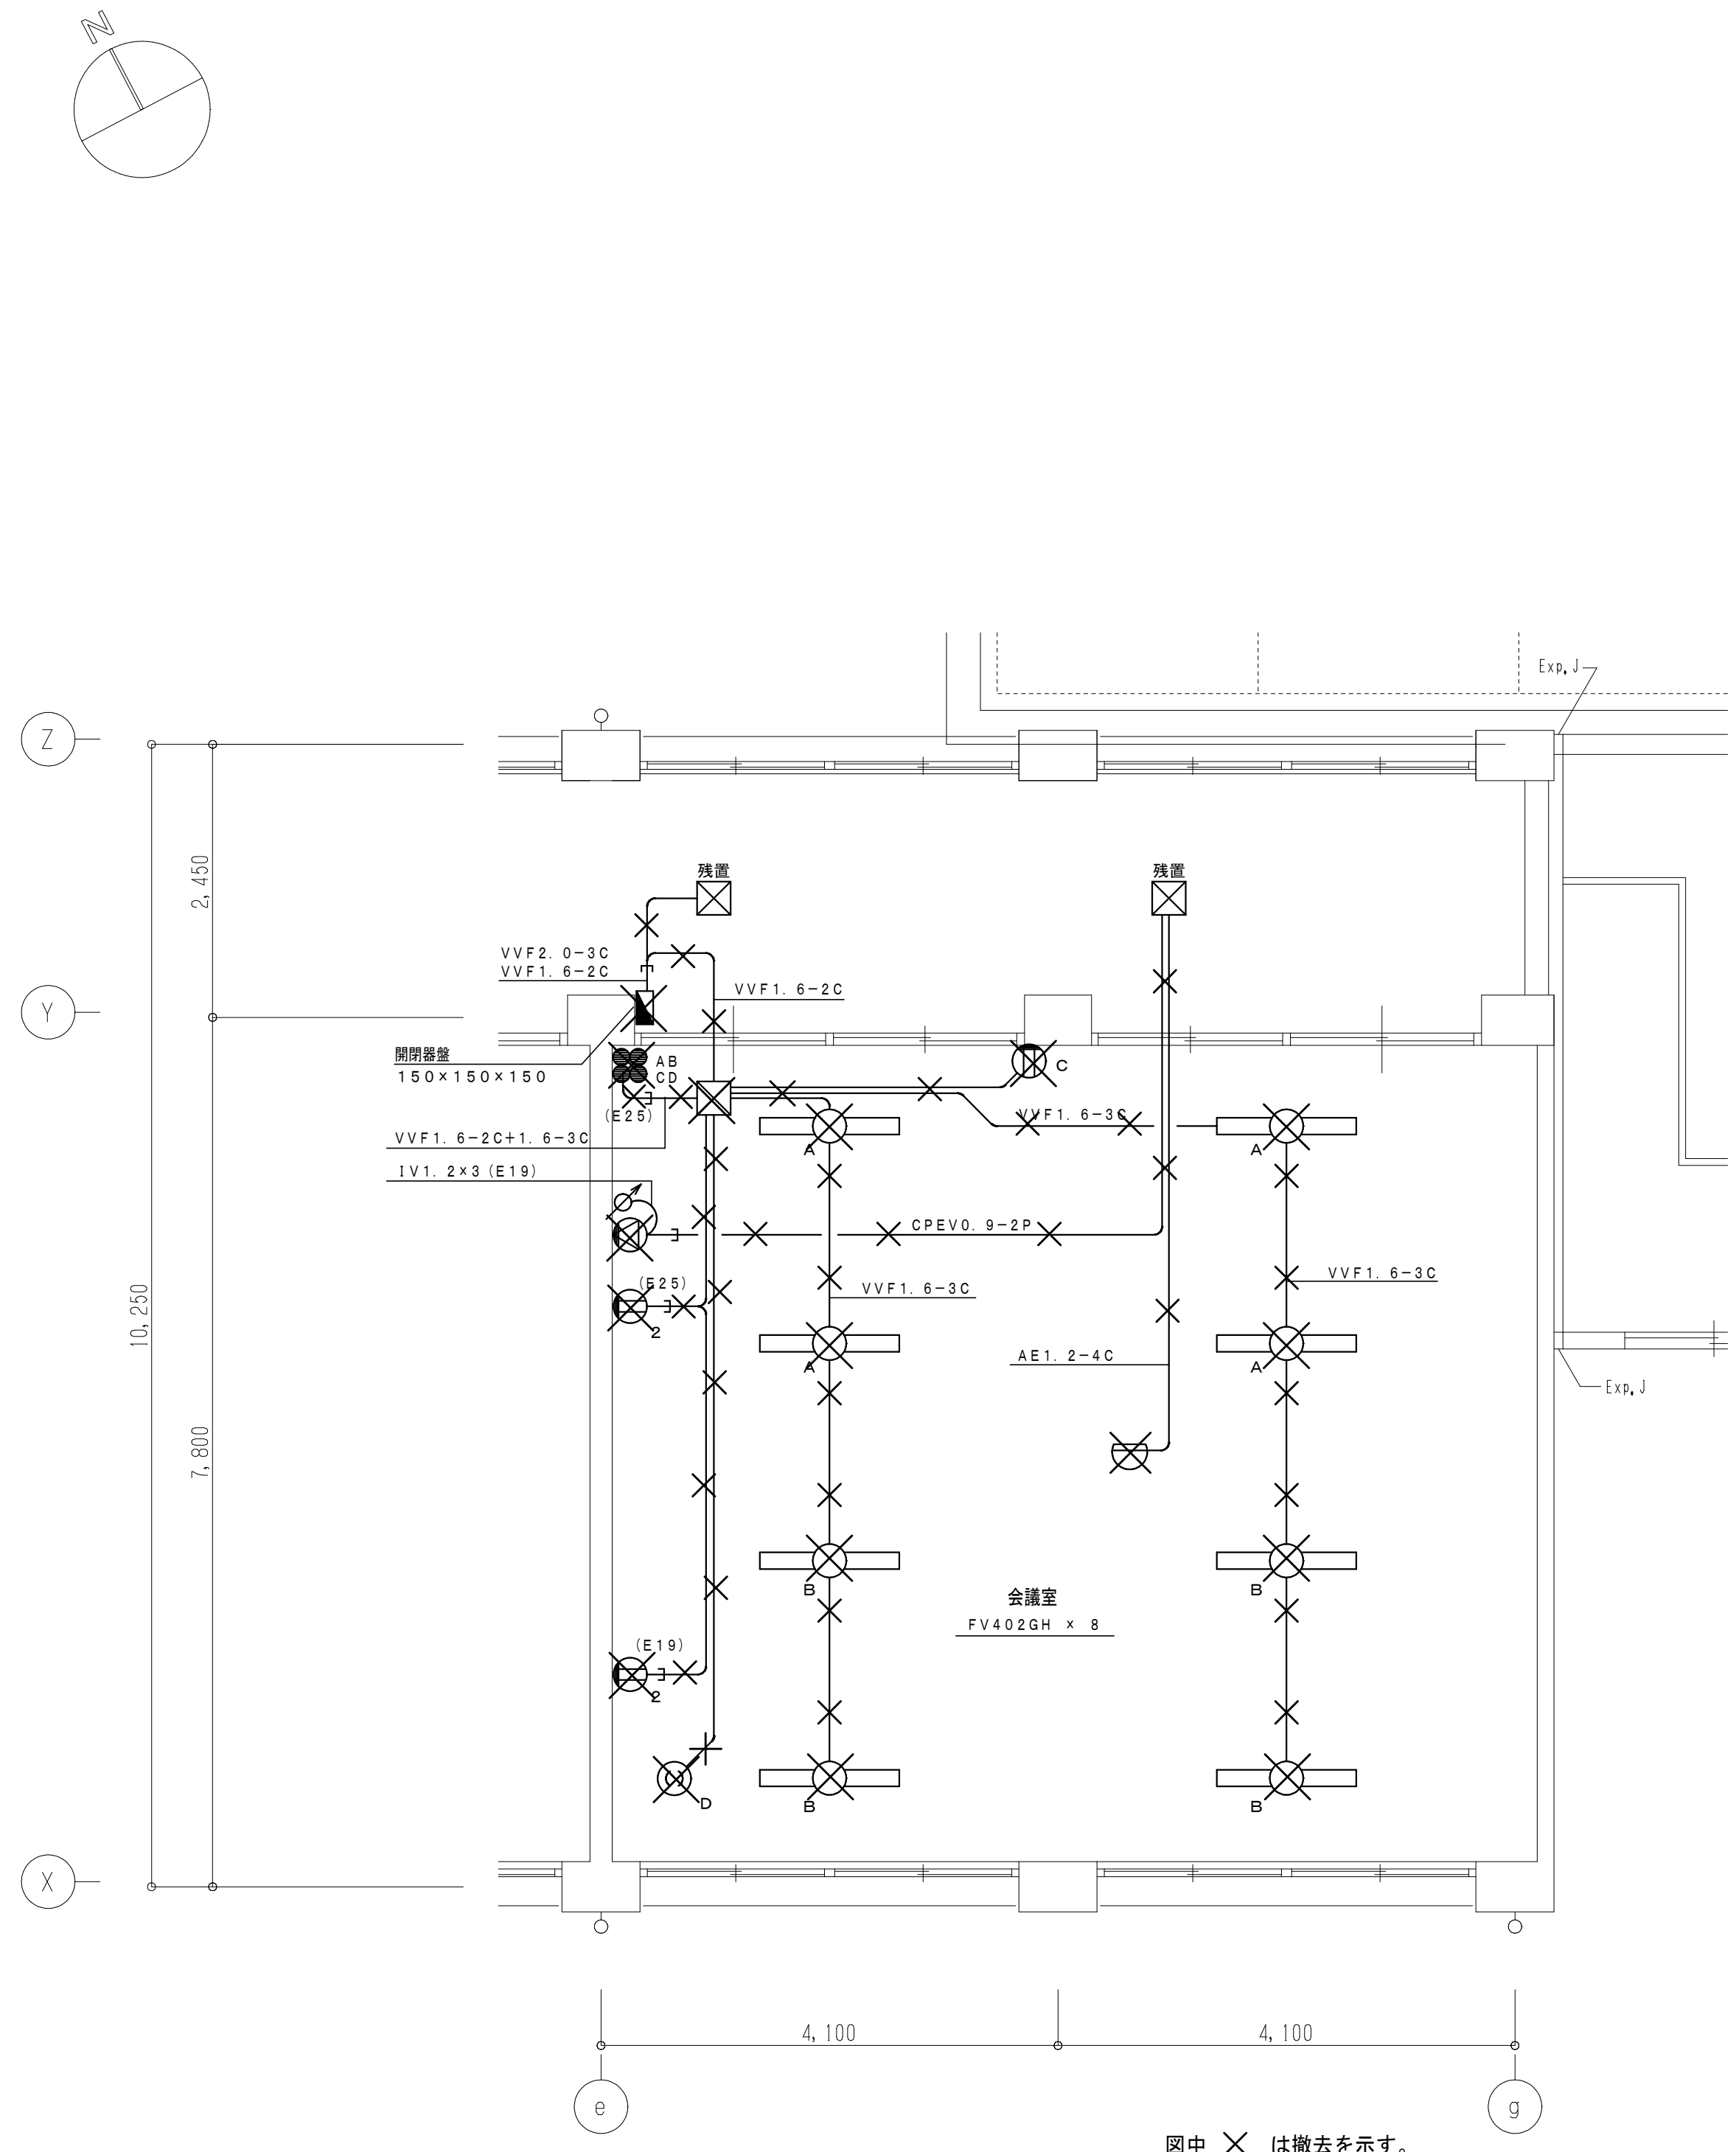 N
Exp,J
Z
残置
残置
2,450
VVF2.0-3C
VVF1.6-2C
VVF1.6-2C
Y
開閉器盤
150×150×150
AB
CD
C
(E25)
VVF1.6-3C
VVF1.6-2C+1.6-3C
A
A
IV1.2×3(E19)
CPEV0.9-2P
(E25)
VVF1.6-3C
VVF1.6-3C
2
10,250
AE1.2-4C
A
A
Exp,J
7,800
B
B
会議室
FV402GH × 8
(E19)
2
D
B
B
X
4,100
4,100
e
g
図中 × は撤去を示す。